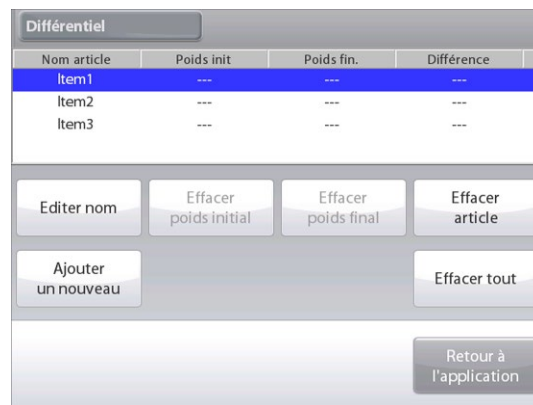 Différentiel
Nom article Poids init Poids fin. Différence
Item1 --- --- ---
Item2 --- --- ---
Item3 --- --- ---
Editer nom
Effacer
poids initial
Effacer
poids final
Effacer
article
Ajouter
un nouveau
Effacer tout
Retour à
l'application